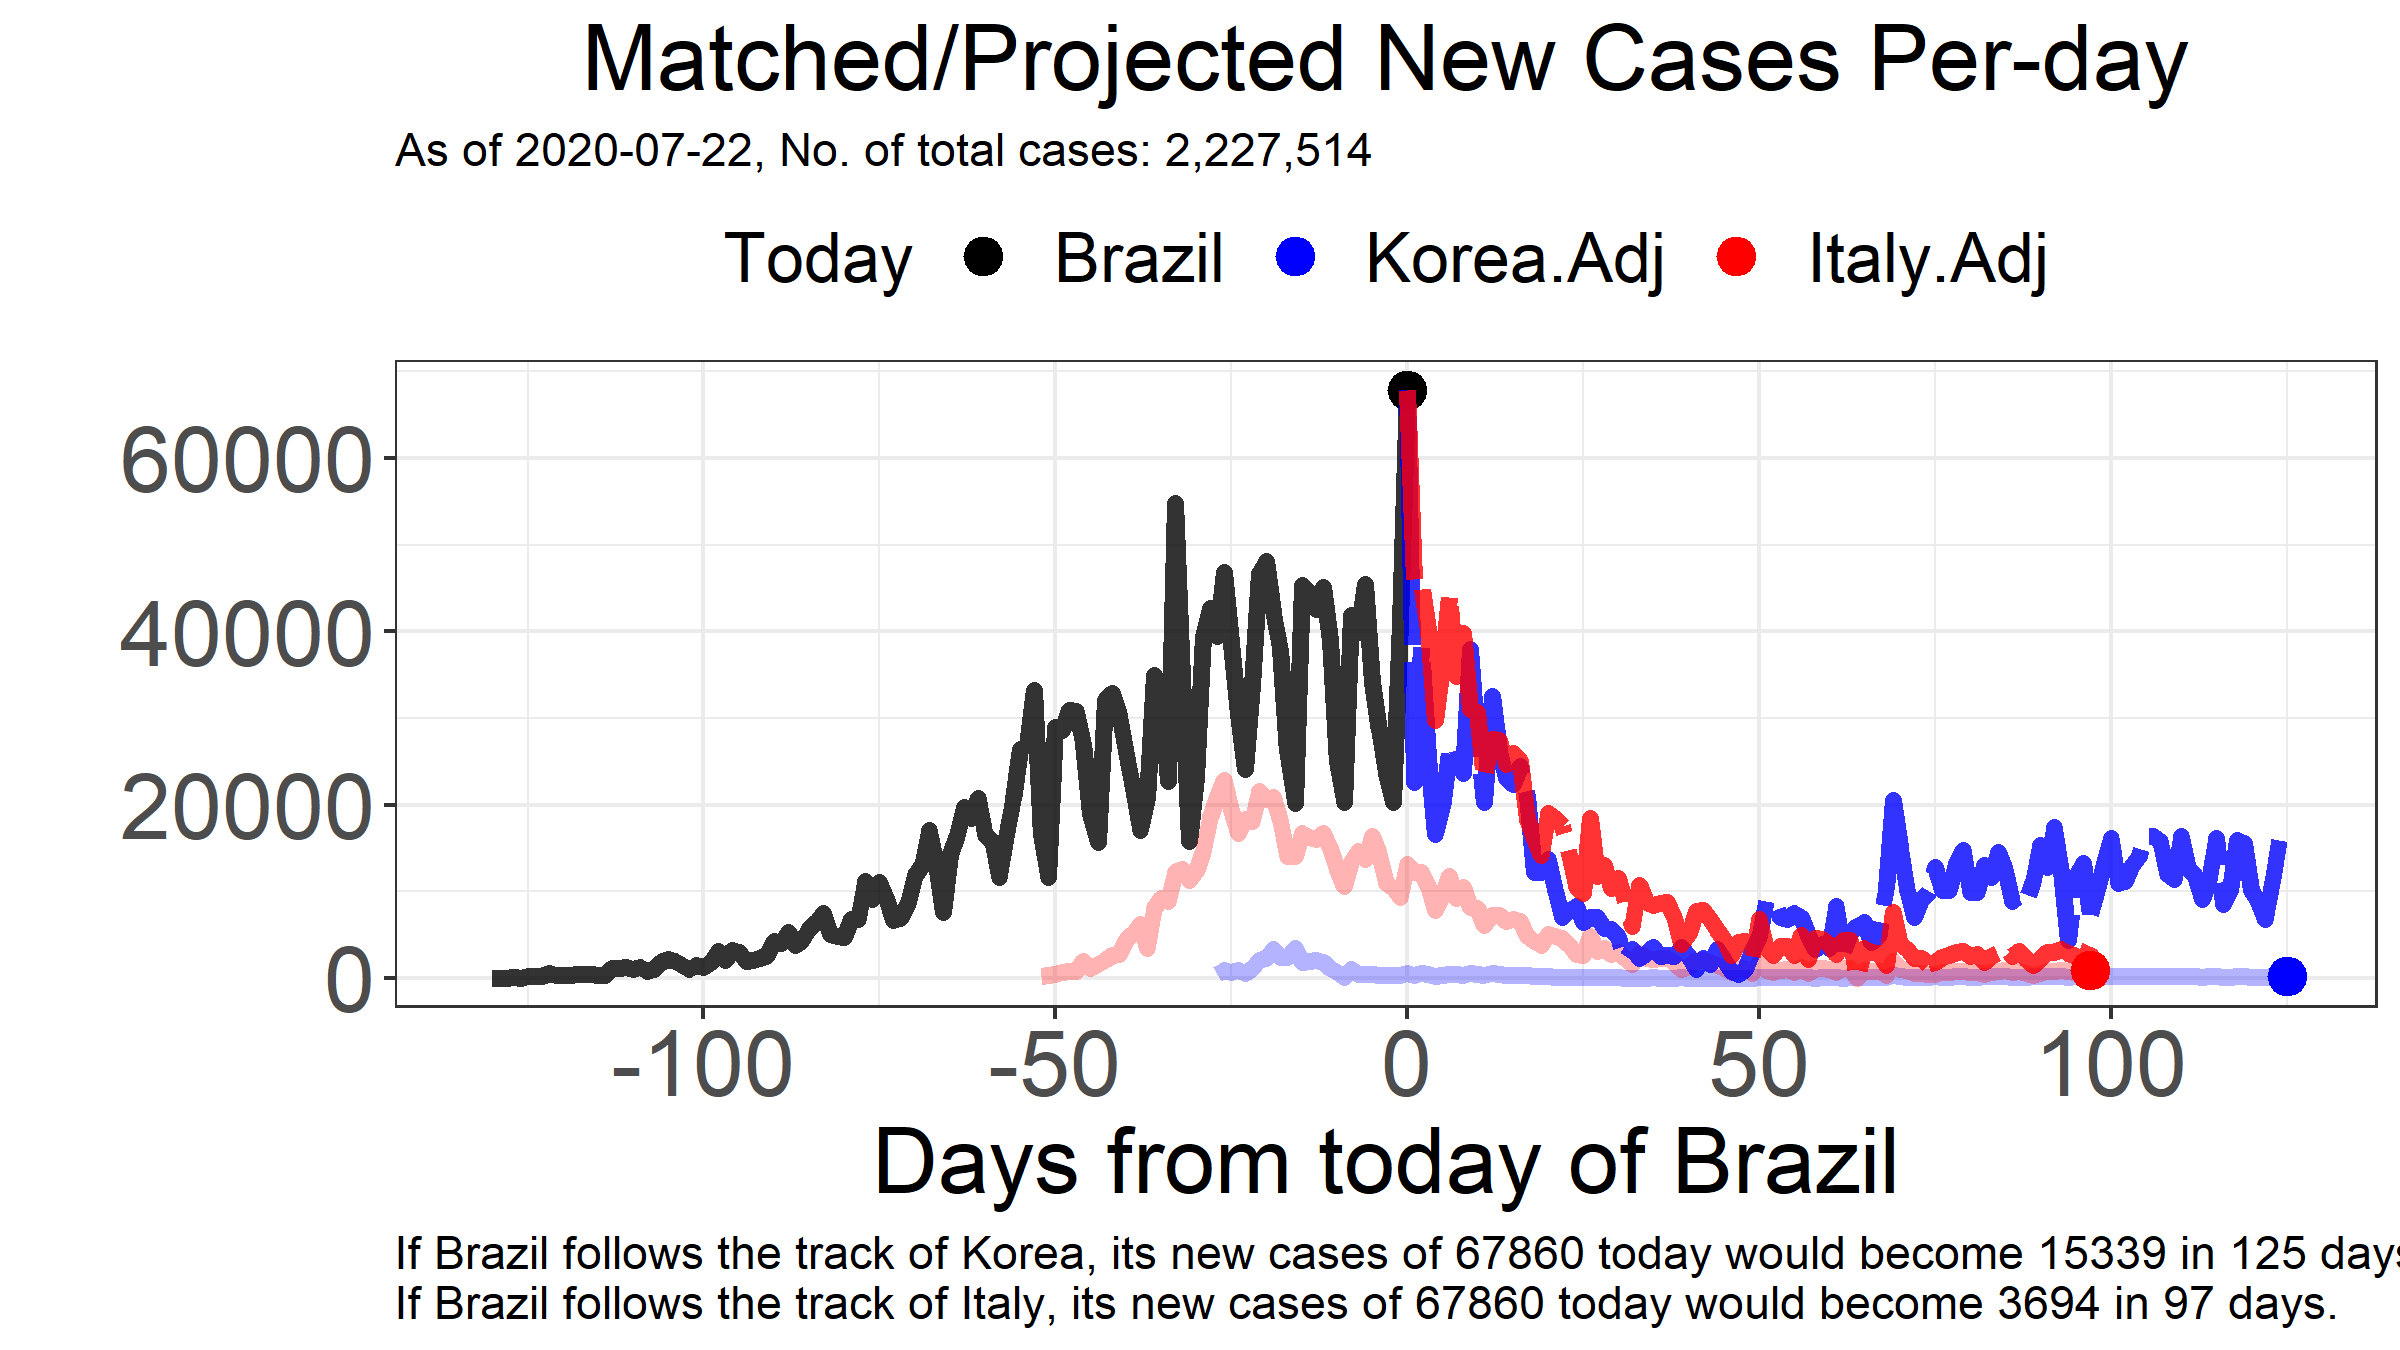 Matched/Projected New Cases Per-day
As of 2020-07-22, No. of total cases: 2,227,514
Today Brazil Korea.Adj Italy.Adj
60000
40000
20000
0
-100 -50 0 50 100
Days from today of Brazil
If Brazil follows the track of Korea, its new cases of 67860 today would become 15339 in 125 days
If Brazil follows the track of Italy, its new cases of 67860 today would become 3694 in 97 days.